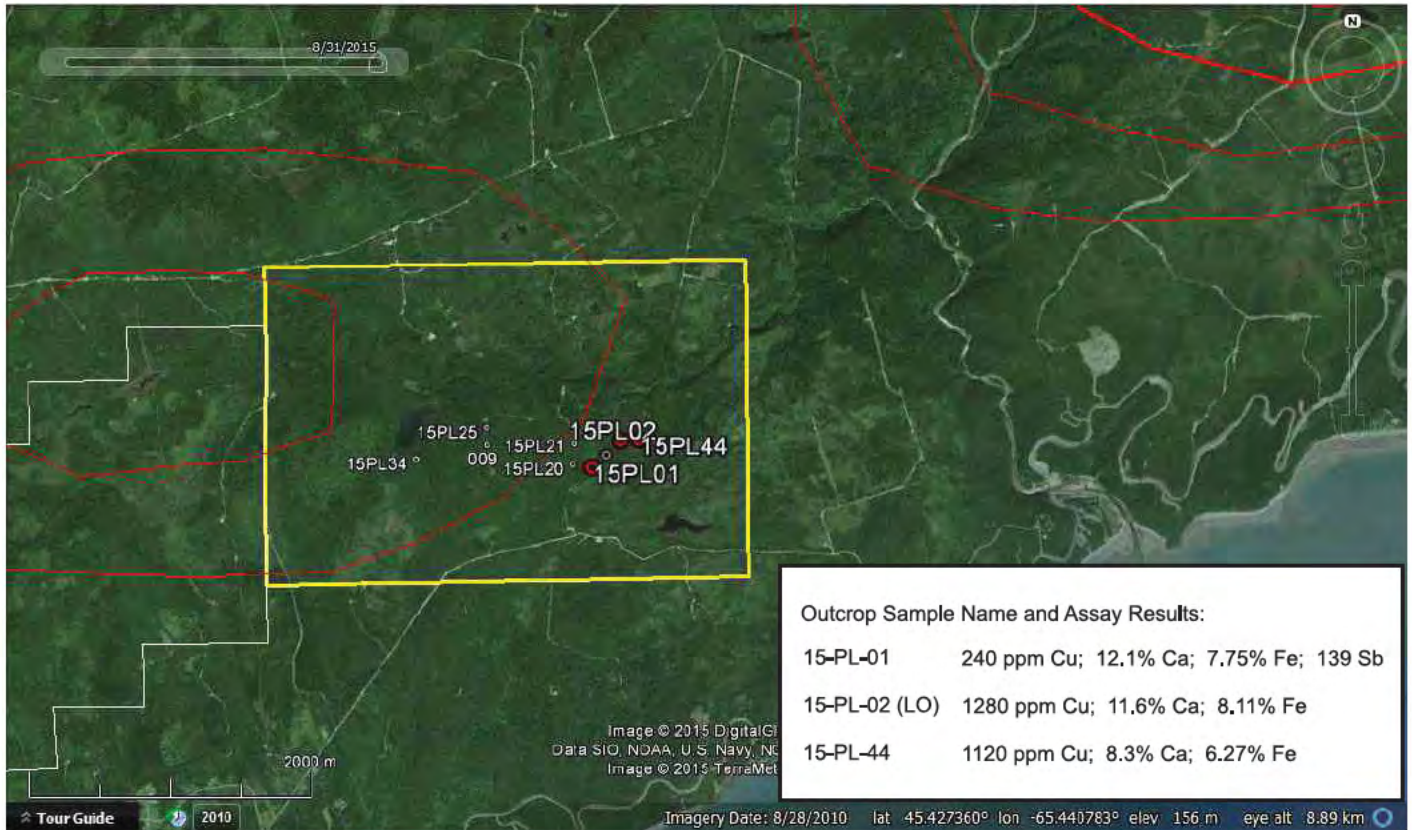 8/31/2015
N
15PL25
15PL21
15PL02
15PL44
009
15PL34
15PL20
15PL01
Outcrop Sample Name and Assay Results:
15-PL-01 240 ppm Cu; 12.1% Ca; 7.75% Fe; 139 Sb
15-PL-02 (LO) 1280 ppm Cu; 11.6% Ca; 8.11% Fe
15-PL-44 1120 ppm Cu; 8.3% Ca; 6.27% Fe
Image © 2015 DigitalGl
Data SIO, NOAA, U.S. Navy, NG
Image © 2015 TerraMet
2000 m
Tour Guide
2010
Imagery Date: 8/28/2010 lat 45.427360° lon -65.440783° elev 156 m eye alt 8.89 km